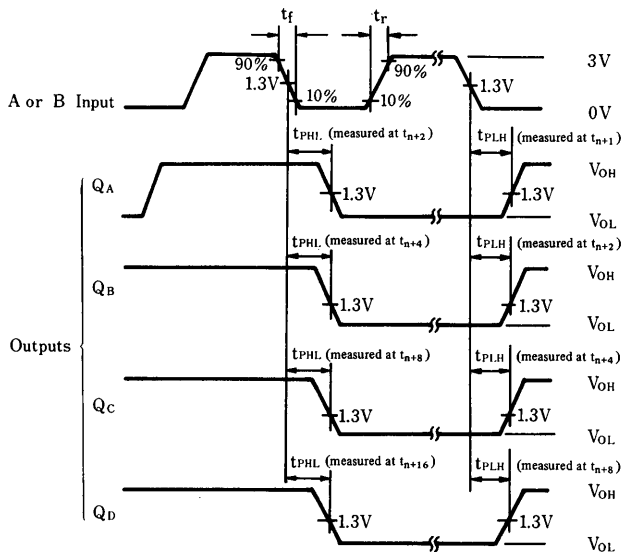 tf tr
90% 90% 3V
1.3V 1.3V
A or B Input 10% 10% 0V
tPHL (measured at tn+2) tPLH (measured at tn+1)
QA 1.3V 1.3V VOH
VOL
tPHL (measured at tn+4) tPLH (measured at tn+2)
QB 1.3V 1.3V VOH
VOL
Outputs
tPHL (measured at tn+8) tPLH (measured at tn+4)
QC 1.3V 1.3V VOH
VOL
tPHL (measured at tn+16) tPLH (measured at tn+8)
QD 1.3V 1.3V VOH
VOL